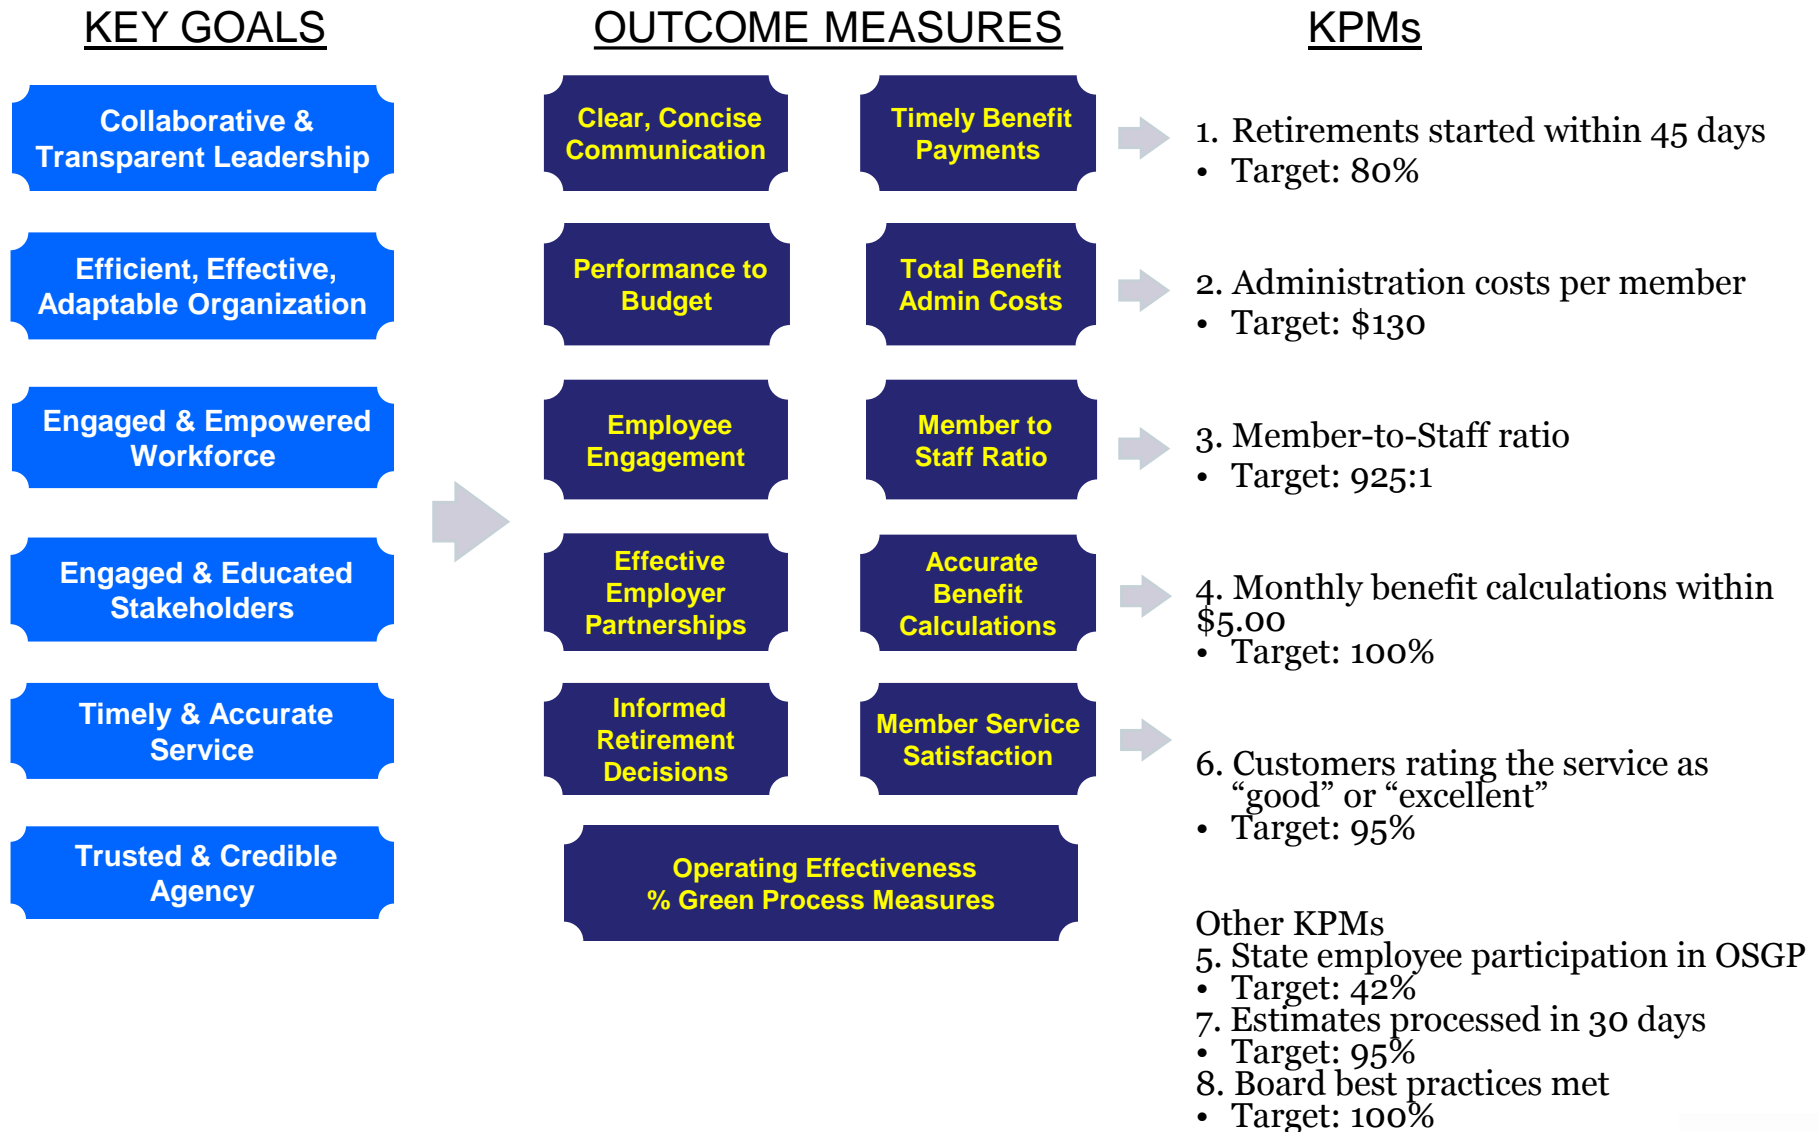 KEY GOALS
OUTCOME MEASURES
KPMs
Collaborative &
Transparent Leadership
Efficient, Effective,
Adaptable Organization
Engaged & Empowered
Workforce
Engaged & Educated
Stakeholders
Timely & Accurate
Service
Trusted & Credible
Agency
Clear, Concise
Communication
Timely Benefit
Payments
Performance to
Budget
Total Benefit
Admin Costs
Employee
Engagement
Member to
Staff Ratio
Effective
Employer
Partnerships
Accurate
Benefit
Calculations
Informed
Retirement
Decisions
Member Service
Satisfaction
Operating Effectiveness
% Green Process Measures
1. Retirements started within 45 days
• Target: 80%
2. Administration costs per member
• Target: $130
3. Member-to-Staff ratio
• Target: 925:1
4. Monthly benefit calculations within
$5.00
• Target: 100%
6. Customers rating the service as
“good” or “excellent”
• Target: 95%
Other KPMs
5. State employee participation in OSGP
• Target: 42%
7. Estimates processed in 30 days
• Target: 95%
8. Board best practices met
• Target: 100%